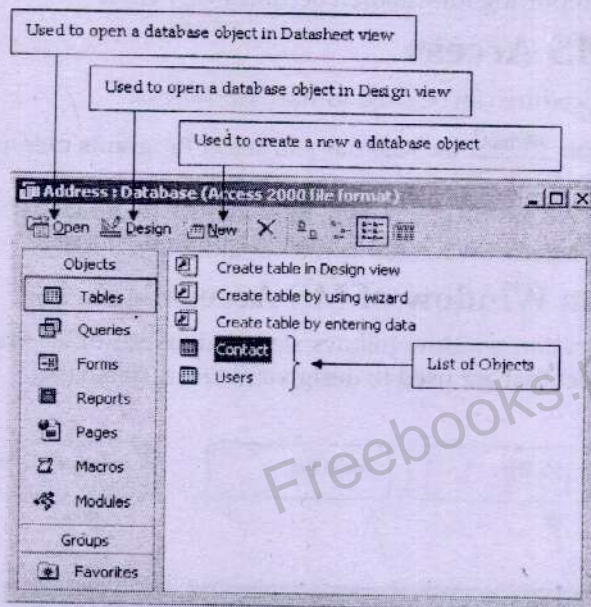 Used to open a database object in Datasheet view
Used to open a database object in Design view
Used to create a new a database object
Address : Database (Access 2000 file format)
Open Design New
Objects
Tables
Queries
Forms
Reports
Pages
Macros
Modules
Groups
Favorites
Create table in Design view
Create table by using wizard
Create table by entering data
Contact
Users
List of Objects
Freebooks.